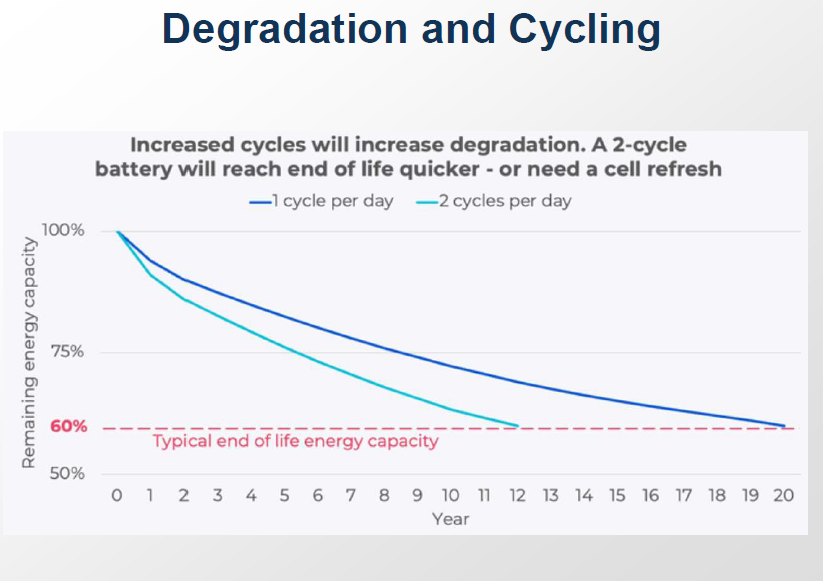 Degradation and Cycling
Increased cycles will increase degradation. A 2-cycle
battery will reach end of life quicker - or need a cell refresh
1 cycle per day 2 cycles per day
100%
75%
60%
50%
Remaining energy capacity
Typical end of life energy capacity
0 1 2 3 4 5 6 7 8 9 10 11 12 13 14 15 16 17 18 19 20
Year